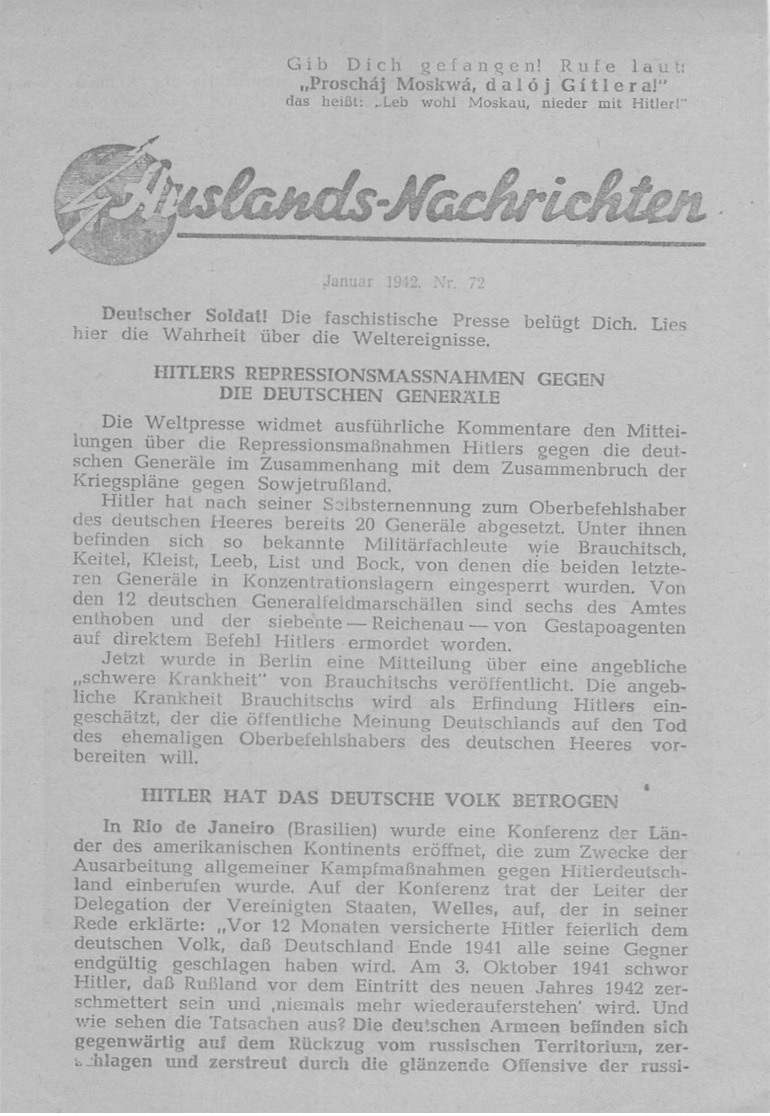 Gib Dich gefangen! Rufe laut:
„Proscháj Moskwá, dalój Gítlera!"
das heißt: „Leb wohl Moskau, nieder mit Hitler!"
Auslands-Nachrichten
Januar 1942. Nr. 72
Deutscher Soldat! Die faschistische Presse belügt Dich. Lies
hier die Wahrheit über die Weltereignisse.
HITLERS REPRESSIONSMASSNAHMEN GEGEN
DIE DEUTSCHEN GENERÄLE
Die Weltpresse widmet ausführliche Kommentare den Mittei-
lungen über die Repressionsmaßnahmen Hitlers gegen die deut-
schen Generäle im Zusammenhang mit dem Zusammenbruch der
Kriegspläne gegen Sowjetrußland.
Hitler hat nach seiner Selbsternennung zum Oberbefehlshaber
des deutschen Heeres bereits 20 Generäle abgesetzt. Unter ihnen
befinden sich so bekannte Militärfachleute wie Brauchitsch,
Keitel, Kleist, Leeb, List und Bock, von denen die beiden letzte-
ren Generäle in Konzentrationslagern eingesperrt wurden. Von
den 12 deutschen Generalfeldmarschällen sind sechs des Amtes
enthoben und der siebente — Reichenau — von Gestapoagenten
auf direktem Befehl Hitlers ermordet worden.
Jetzt wurde in Berlin eine Mitteilung über eine angebliche
„schwere Krankheit" von Brauchitschs veröffentlicht. Die angeb-
liche Krankheit Brauchitschs wird als Erfindung Hitlers ein-
geschätzt, der die öffentliche Meinung Deutschlands auf den Tod
des ehemaligen Oberbefehlshabers des deutschen Heeres vor-
bereiten will.
HITLER HAT DAS DEUTSCHE VOLK BETROGEN
In Rio de Janeiro (Brasilien) wurde eine Konferenz der Län-
der des amerikanischen Kontinents eröffnet, die zum Zwecke der
Ausarbeitung allgemeiner Kampfmaßnahmen gegen Hitlerdeutsch-
land einberufen wurde. Auf der Konferenz trat der Leiter der
Delegation der Vereinigten Staaten, Welles, auf, der in seiner
Rede erklärte: „Vor 12 Monaten versicherte Hitler feierlich dem
deutschen Volk, daß Deutschland Ende 1941 alle seine Gegner
endgültig geschlagen haben wird. Am 3. Oktober 1941 schwor
Hitler, daß Rußland vor dem Eintritt des neuen Jahres 1942 zer-
schmettert sein und ‚niemals mehr wiederauferstehen' wird. Und
wie sehen die Tatsachen aus? Die deutschen Armeen befinden sich
gegenwärtig auf dem Rückzug vom russischen Territorium, zer-
schlagen und zerstreut durch die glänzende Offensive der russi-